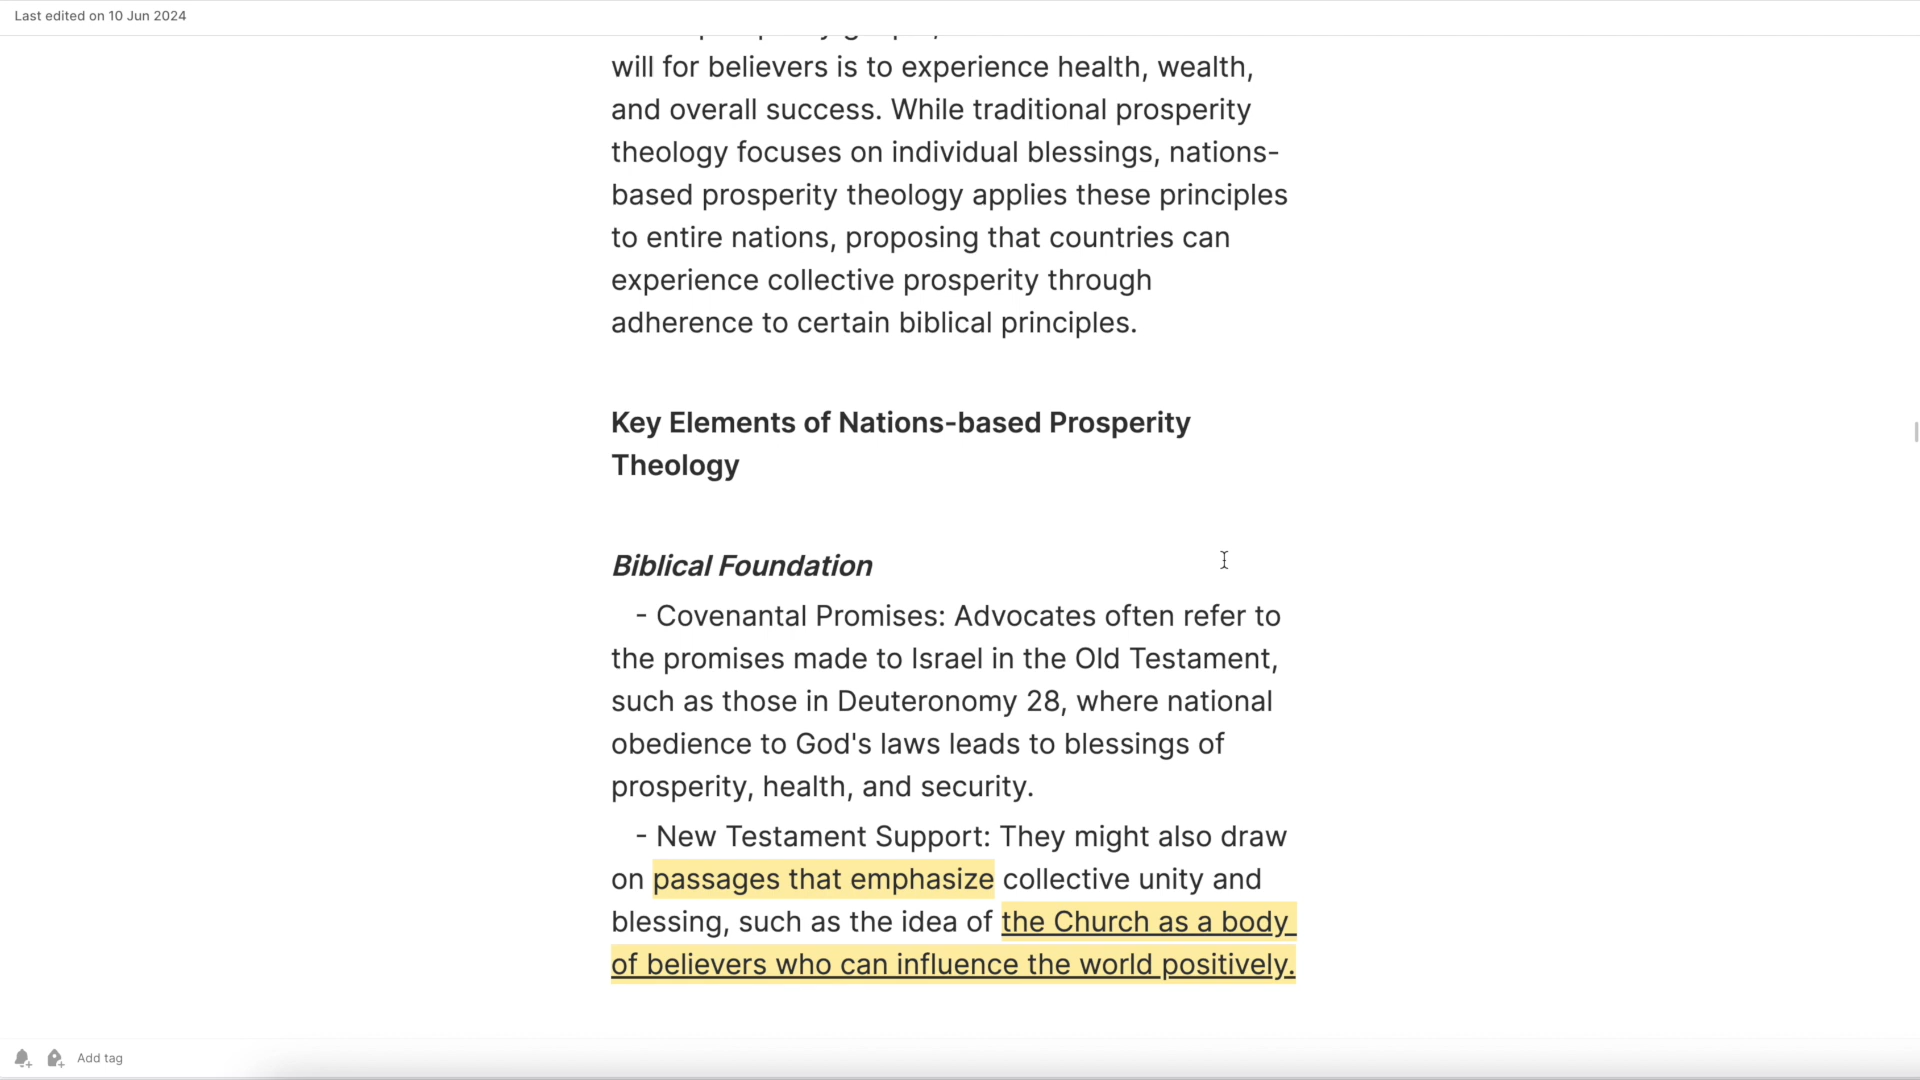 Last edited on 10 Jun 2024
will for believers is to experience health, wealth,
and overall success. While traditional prosperity
theology focuses on individual blessings, nations-
based prosperity theology applies these principles
to entire nations, proposing that countries can
experience collective prosperity through
adherence to certain biblical principles.
Key Elements of Nations-based Prosperity
Theology
Biblical Foundation
- Covenantal Promises: Advocates often refer to
the promises made to Israel in the Old Testament,
such as those in Deuteronomy 28, where national
obedience to God's laws leads to blessings of
prosperity, health, and security.
- New Testament Support: They might also draw
on passages that emphasize collective unity and
blessing, such as the idea of the Church as a body
of believers who can influence the world positively.
Add tag